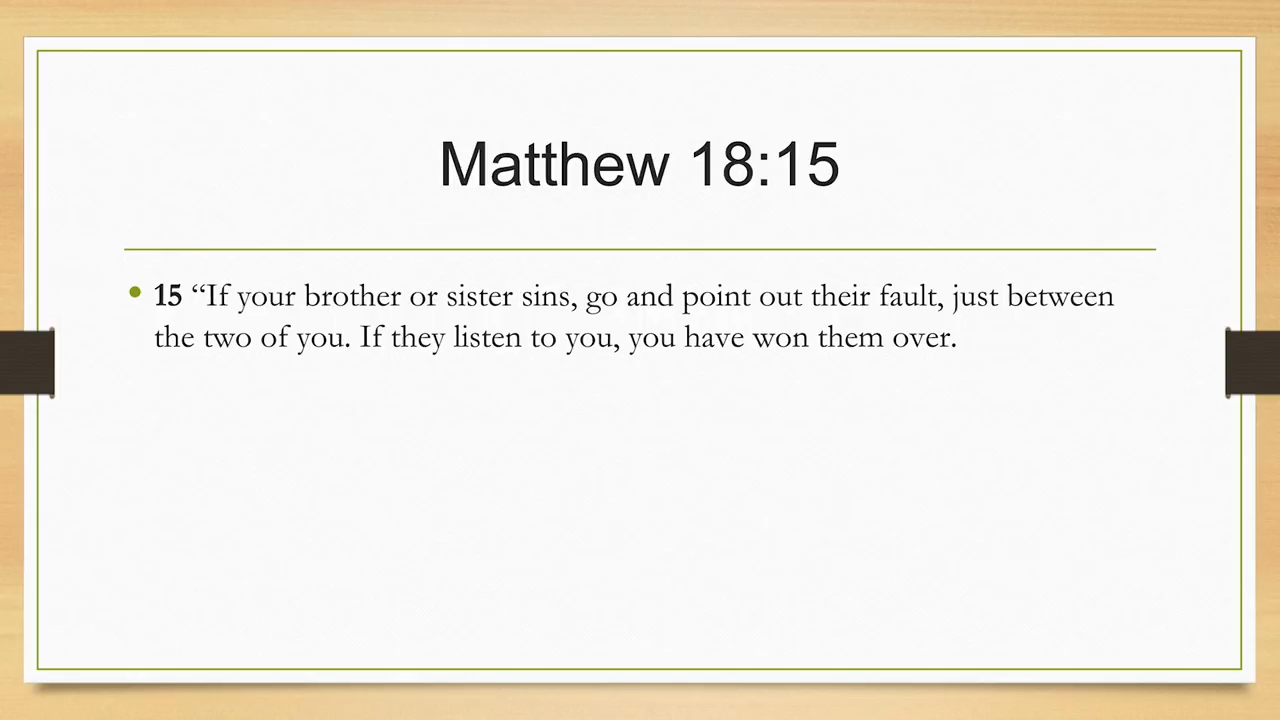 Matthew 18:15
• 15 “If your brother or sister sins, go and point out their fault, just between
the two of you. If they listen to you, you have won them over.